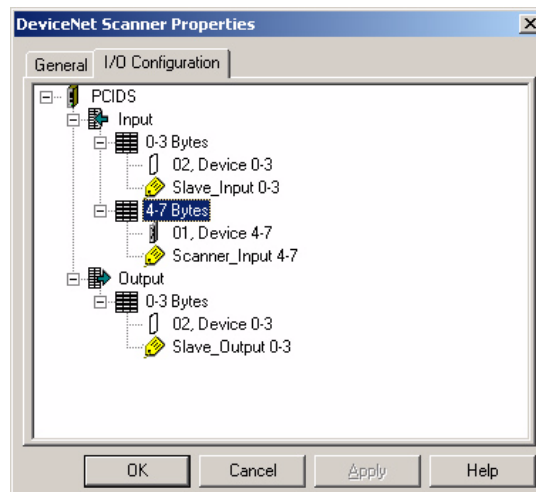 DeviceNet Scanner Properties
General I/O Configuration
PCIDS
Input
0-3 Bytes
02, Device 0-3
Slave_Input 0-3
4-7 Bytes
01, Device 4-7
Scanner_Input 4-7
Output
0-3 Bytes
02, Device 0-3
Slave_Output 0-3
OK Cancel Apply Help